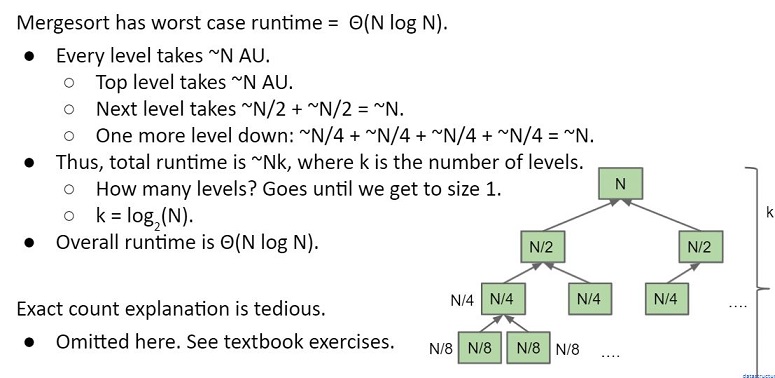 Mergesort has worst case runtime = Θ(N log N).
● Every level takes ~N AU.
○ Top level takes ~N AU.
○ Next level takes ~N/2 + ~N/2 = ~N.
○ One more level down: ~N/4 + ~N/4 + ~N/4 + ~N/4 = ~N.
● Thus, total runtime is ~Nk, where k is the number of levels.
○ How many levels? Goes until we get to size 1.
○ k = log₂(N).
● Overall runtime is Θ(N log N).
Exact count explanation is tedious.
● Omitted here. See textbook exercises.
N
k
N/2 N/2
N/4 N/4 N/4 N/4 ....
N/8 N/8 N/8 N/8 ....